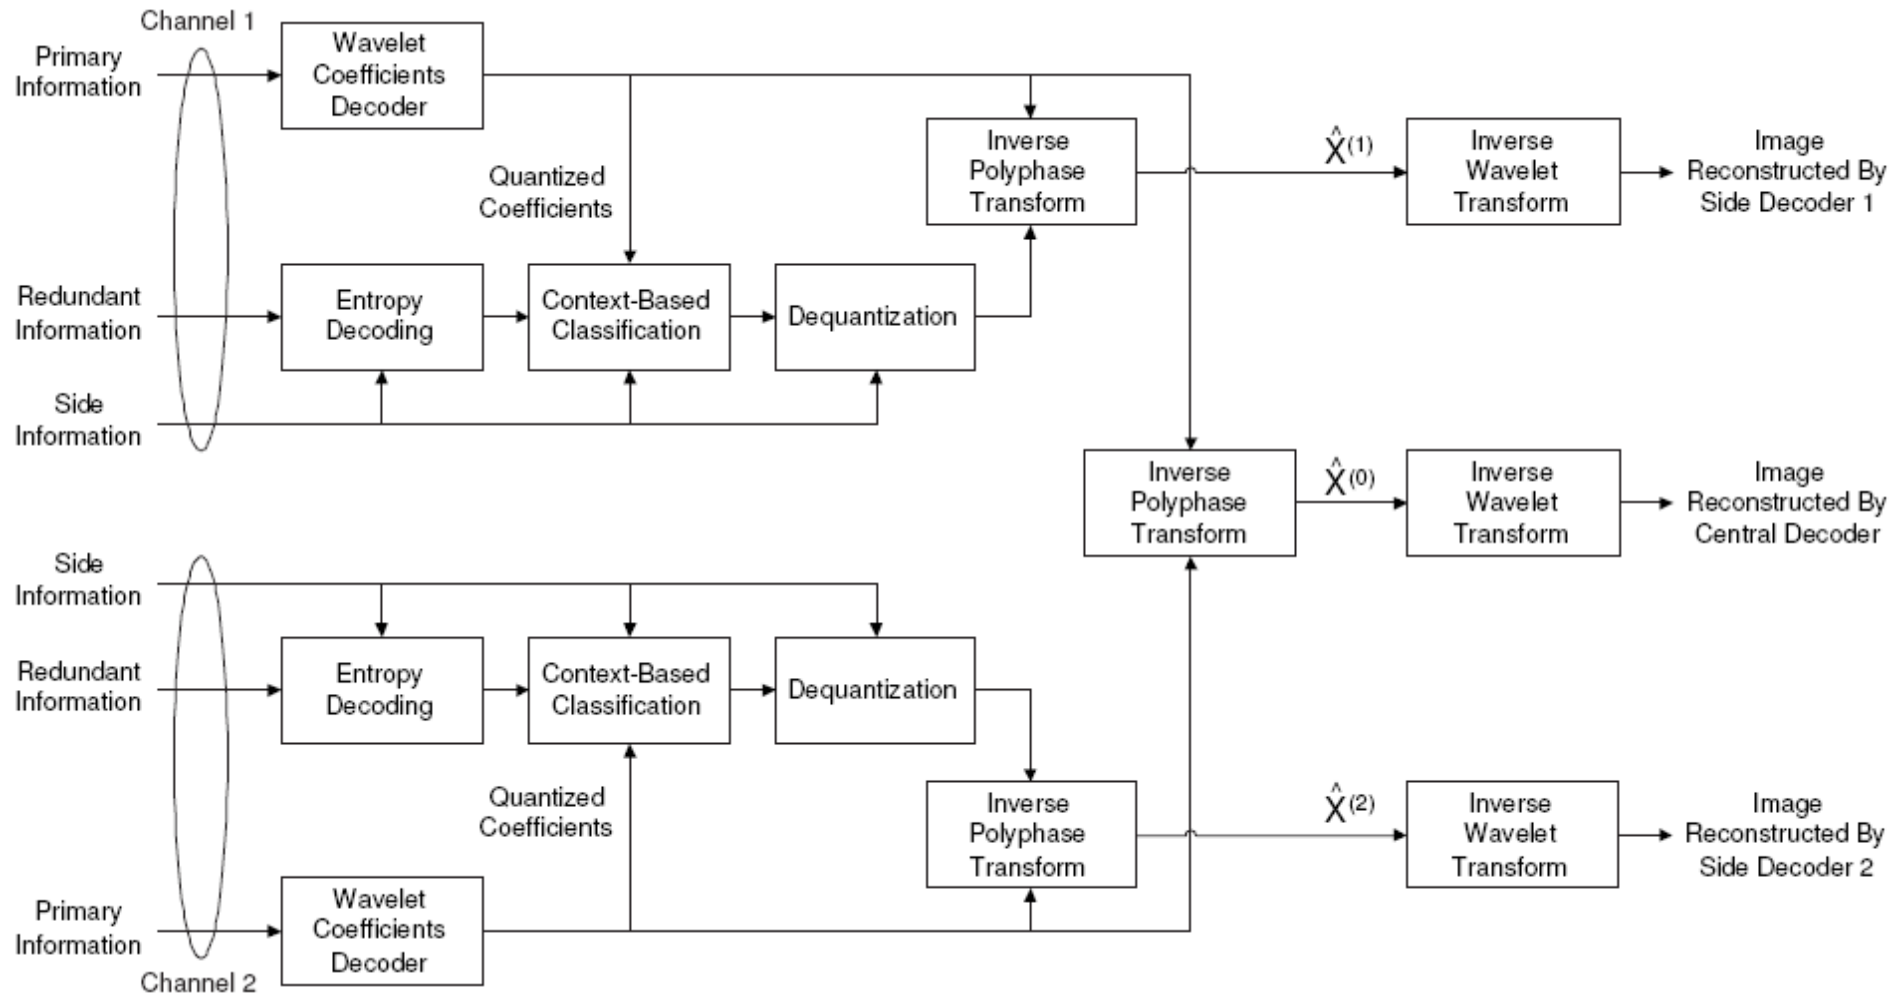 Channel 1
Primary
Information
Wavelet
Coefficients
Decoder
Quantized
Coefficients
Inverse
Polyphase
Transform
X̂(1)
Inverse
Wavelet
Transform
Image
Reconstructed By
Side Decoder 1
Redundant
Information
Entropy
Decoding
Context-Based
Classification
Dequantization
Side
Information
Inverse
Polyphase
Transform
X̂(0)
Inverse
Wavelet
Transform
Image
Reconstructed By
Central Decoder
Side
Information
Redundant
Information
Entropy
Decoding
Context-Based
Classification
Dequantization
Quantized
Coefficients
Inverse
Polyphase
Transform
X̂(2)
Inverse
Wavelet
Transform
Image
Reconstructed By
Side Decoder 2
Primary
Information
Wavelet
Coefficients
Decoder
Channel 2